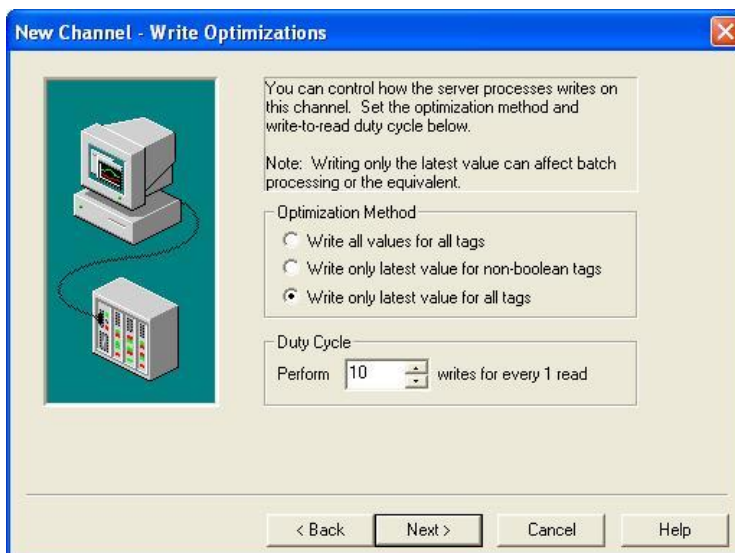 New Channel - Write Optimizations
You can control how the server processes writes on
this channel. Set the optimization method and
write-to-read duty cycle below.
Note: Writing only the latest value can affect batch
processing or the equivalent.
Optimization Method
Write all values for all tags
Write only latest value for non-boolean tags
Write only latest value for all tags
Duty Cycle
Perform 10 writes for every 1 read
< Back Next > Cancel Help